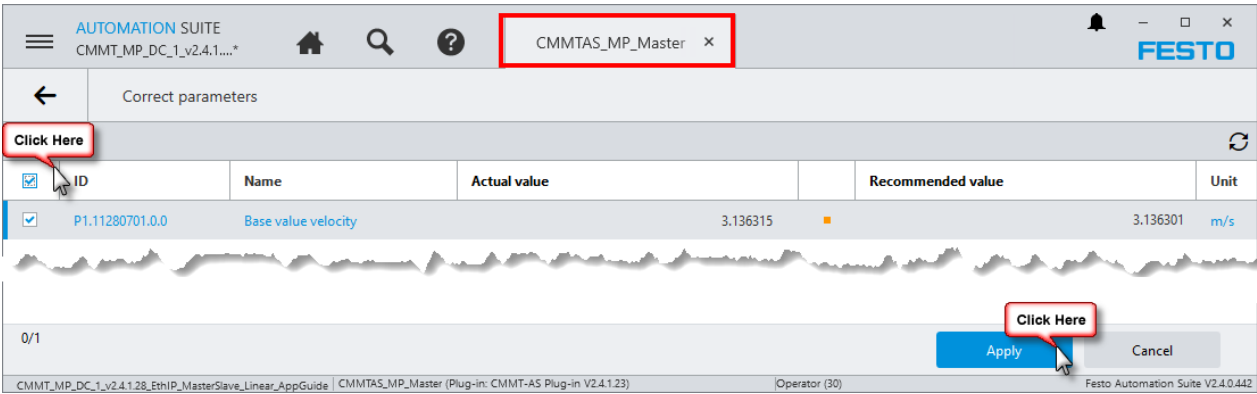 AUTOMATION SUITE
CMMT_MP_DC_1_v2.4.1....*
CMMTAS_MP_Master
FESTO
Correct parameters
Click Here
ID Name Actual value Recommended value Unit
P1.11280701.0.0 Base value velocity 3.136315 3.136301 m/s
Click Here
0/1
Apply Cancel
CMMT_MP_DC_1_v2.4.1.28_EthIP_MasterSlave_Linear_AppGuide CMMTAS_MP_Master (Plug-in: CMMT-AS Plug-in V2.4.1.23) Operator (30) Festo Automation Suite V2.4.0.442